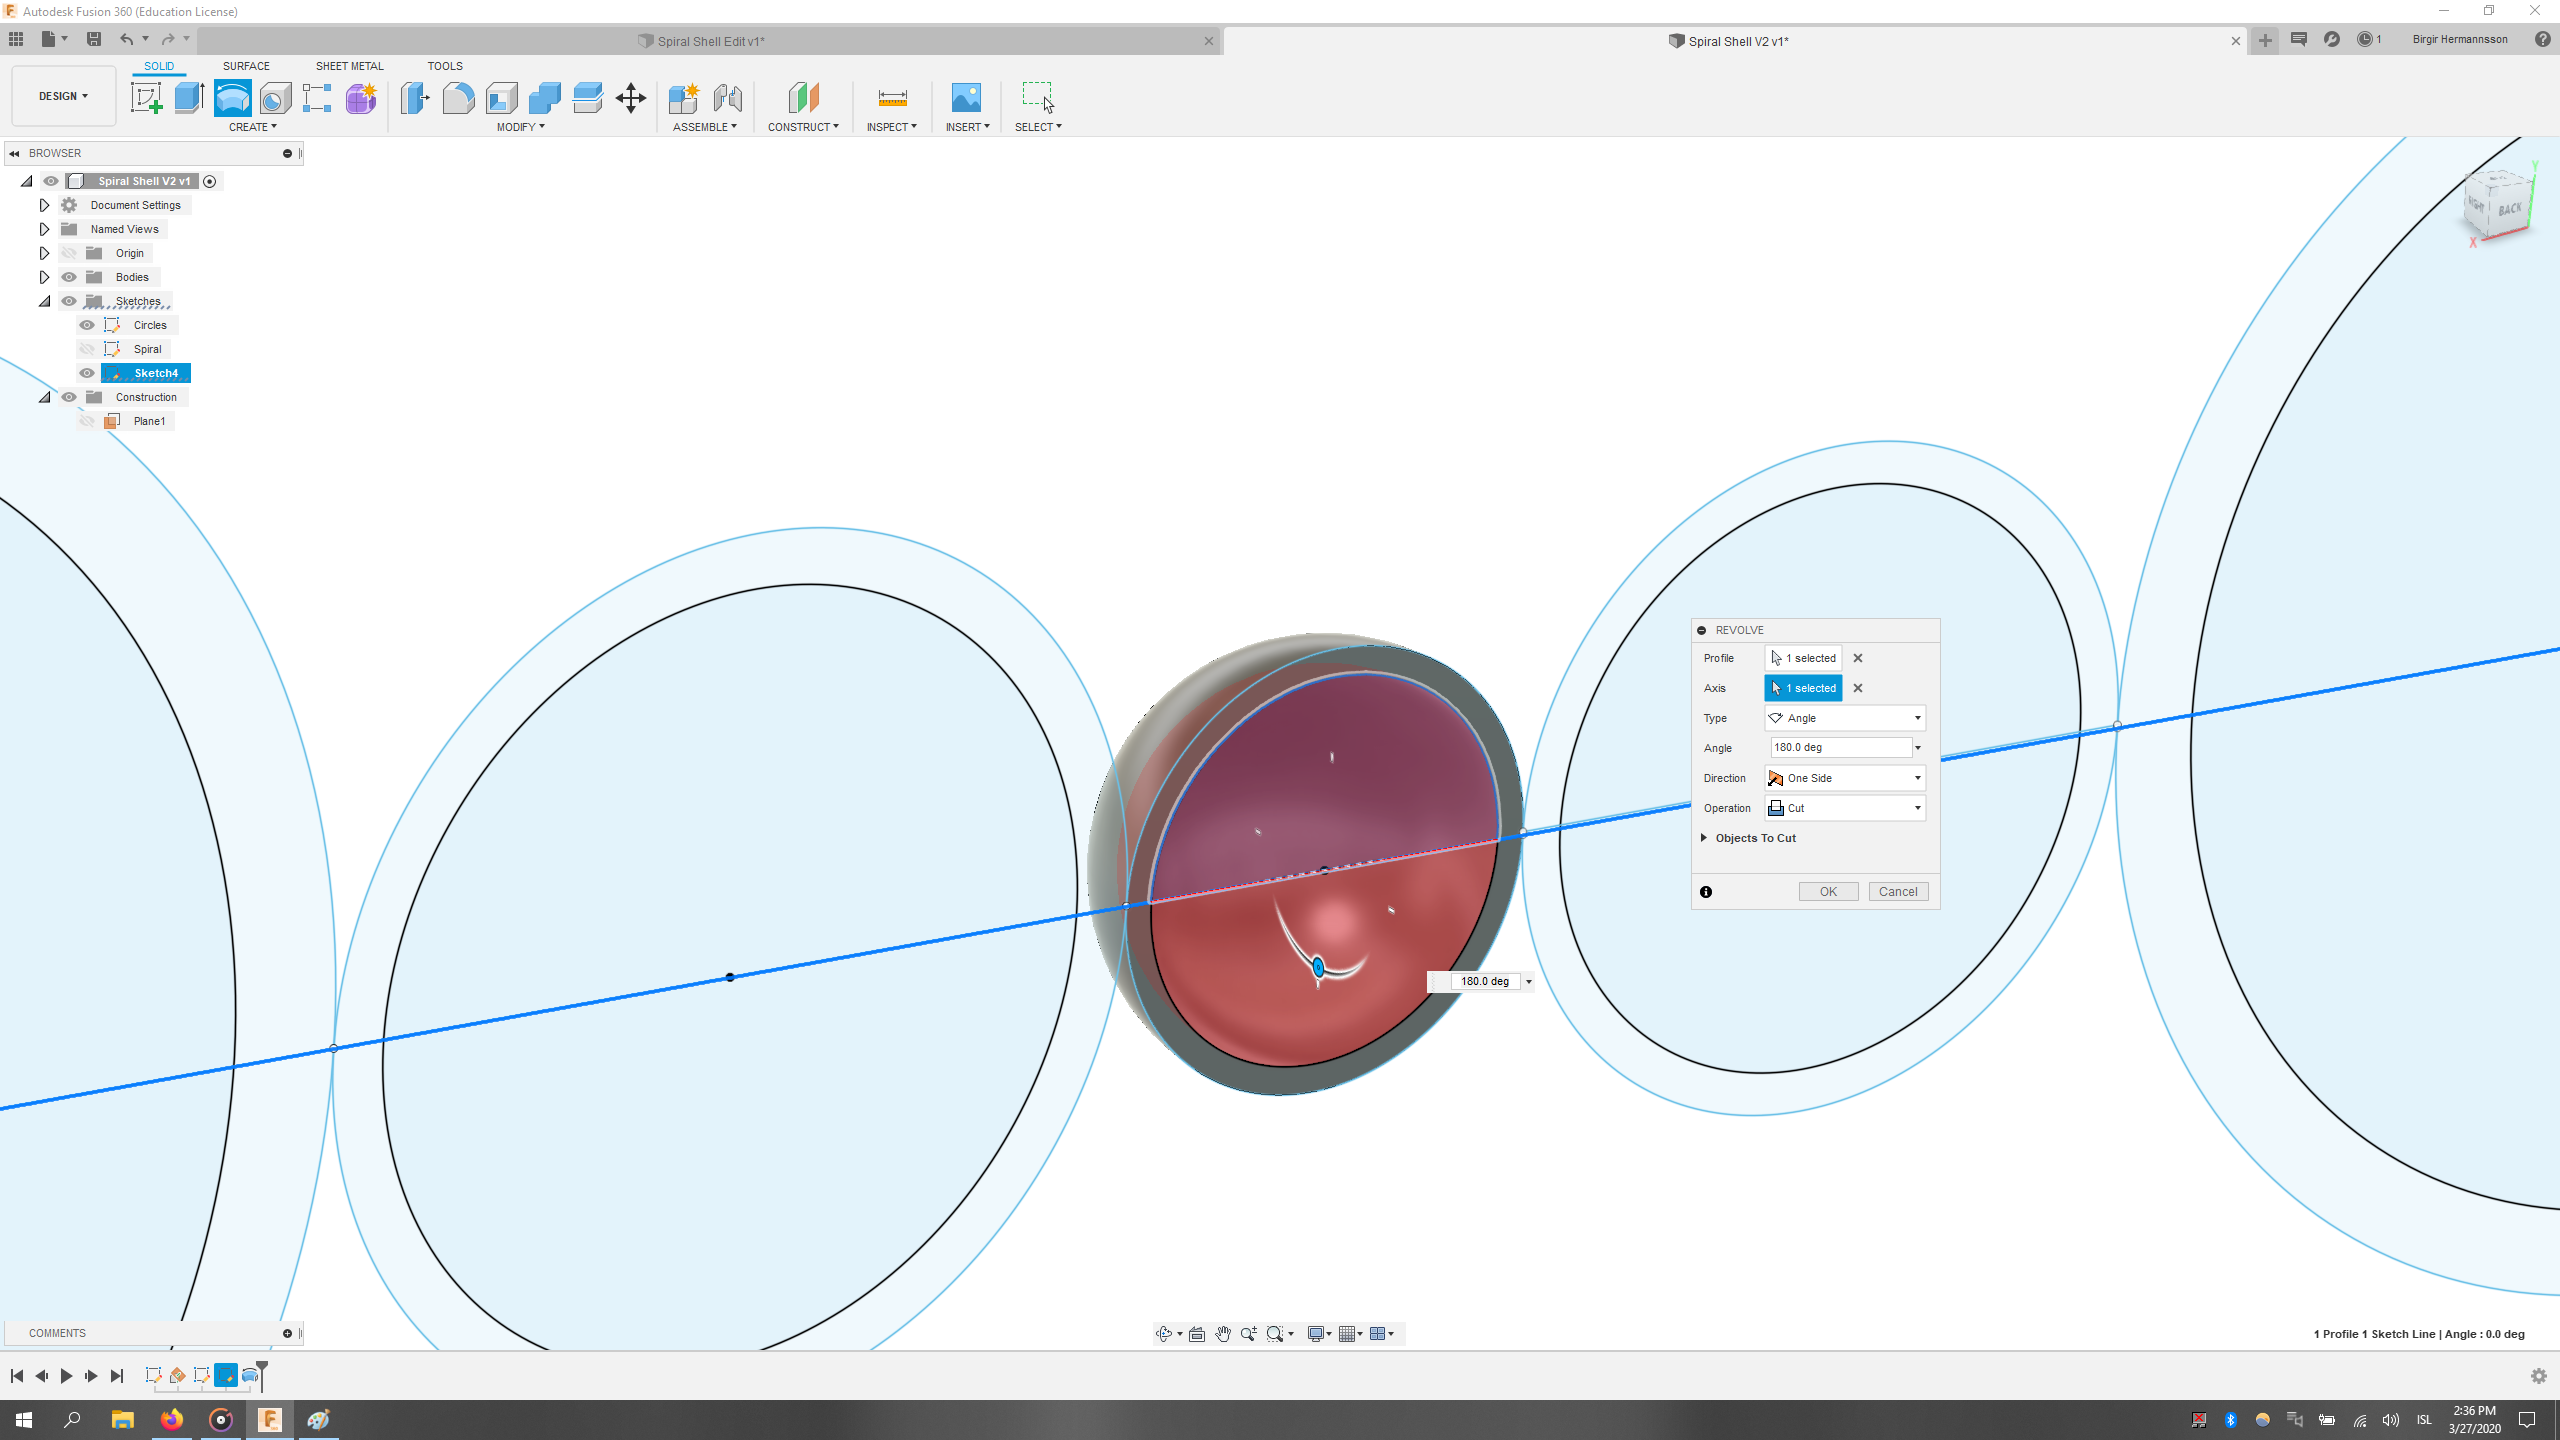 Autodesk Fusion 360 (Education License)
Spiral Shell Edit v1*
Spiral Shell V2 v1*
1
Birgir Hermannsson
SOLID
SURFACE
SHEET METAL
TOOLS
DESIGN
CREATE
MODIFY
ASSEMBLE
CONSTRUCT
INSPECT
INSERT
SELECT
BROWSER
Spiral Shell V2 v1
Document Settings
Named Views
Origin
Bodies
Sketches
Circles
Spiral
Sketch4
Construction
Plane1
Y
RIGHT
BACK
X
REVOLVE
Profile
1 selected
Axis
1 selected
Type
Angle
Angle
180.0 deg
Direction
One Side
Operation
Cut
Objects To Cut
OK
Cancel
180.0 deg
COMMENTS
1 Profile 1 Sketch Line | Angle : 0.0 deg
ISL
2:36 PM
3/27/2020